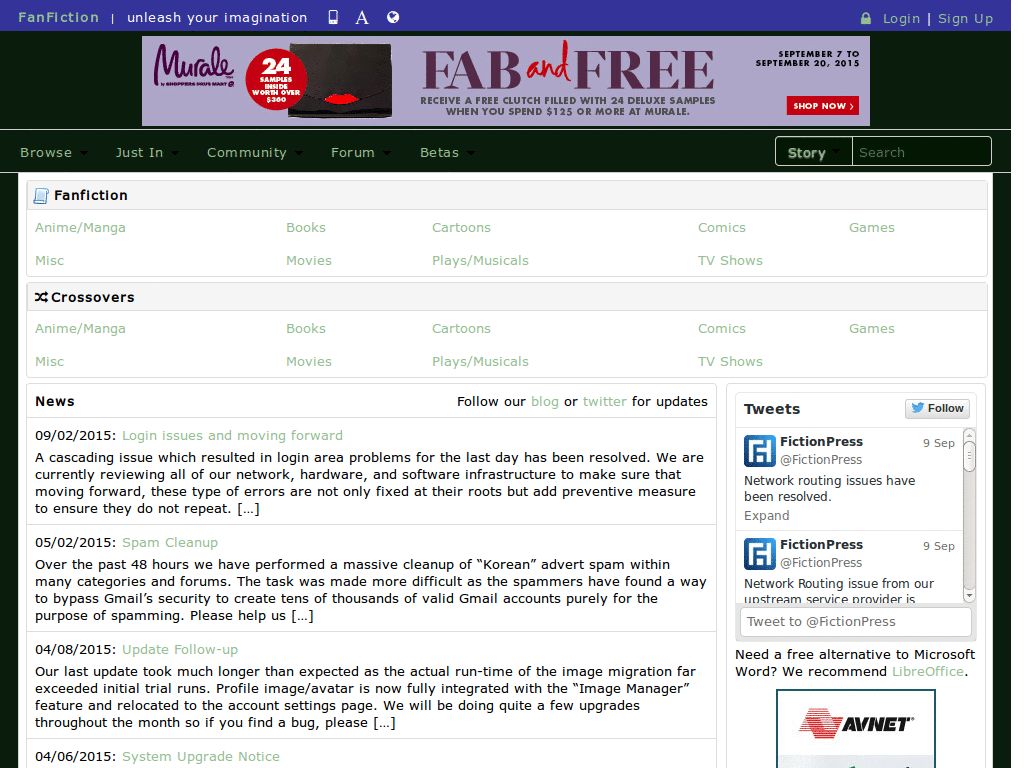 FanFiction | unleash your imagination A Login | Sign Up
Murale
BY SHOPPERS DRUG MART
24
SAMPLES
INSIDE
WORTH OVER
$300
FAB and FREE
RECEIVE A FREE CLUTCH FILLED WITH 24 DELUXE SAMPLES
WHEN YOU SPEND $125 OR MORE AT MURALE.
SEPTEMBER 7 TO
SEPTEMBER 20, 2015
SHOP NOW ›
Browse Just In Community Forum Betas Story Search
Fanfiction
Anime/Manga Books Cartoons Comics Games
Misc Movies Plays/Musicals TV Shows
Crossovers
Anime/Manga Books Cartoons Comics Games
Misc Movies Plays/Musicals TV Shows
News Follow our blog or twitter for updates
09/02/2015: Login issues and moving forward
A cascading issue which resulted in login area problems for the last day has been resolved. We are
currently reviewing all of our network, hardware, and software infrastructure to make sure that
moving forward, these type of errors are not only fixed at their roots but add preventive measure
to ensure they do not repeat. [...]
05/02/2015: Spam Cleanup
Over the past 48 hours we have performed a massive cleanup of “Korean” advert spam within
many categories and forums. The task was made more difficult as the spammers have found a way
to bypass Gmail’s security to create tens of thousands of valid Gmail accounts purely for the
purpose of spamming. Please help us [...]
04/08/2015: Update Follow-up
Our last update took much longer than expected as the actual run-time of the image migration far
exceeded initial trial runs. Profile image/avatar is now fully integrated with the “Image Manager”
feature and relocated to the account settings page. We will be doing quite a few upgrades
throughout the month so if you find a bug, please [...]
04/06/2015: System Upgrade Notice
Tweets Follow
FictionPress 9 Sep
@FictionPress
Network routing issues have
been resolved.
Expand
FictionPress 9 Sep
@FictionPress
Network Routing issue from our
upstream service provider is
Tweet to @FictionPress
Need a free alternative to Microsoft
Word? We recommend LibreOffice.
AVNET